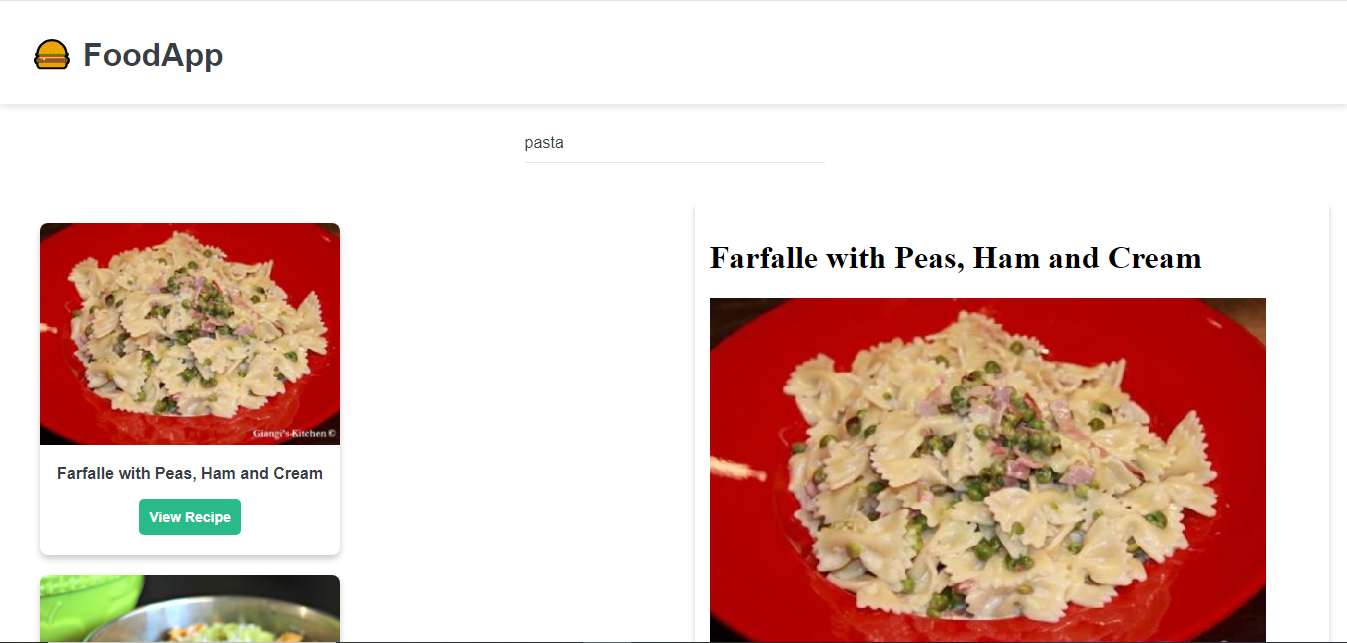 FoodApp
pasta
Farfalle with Peas, Ham and Cream
Giangi's Kitchen ©
Farfalle with Peas, Ham and Cream
View Recipe